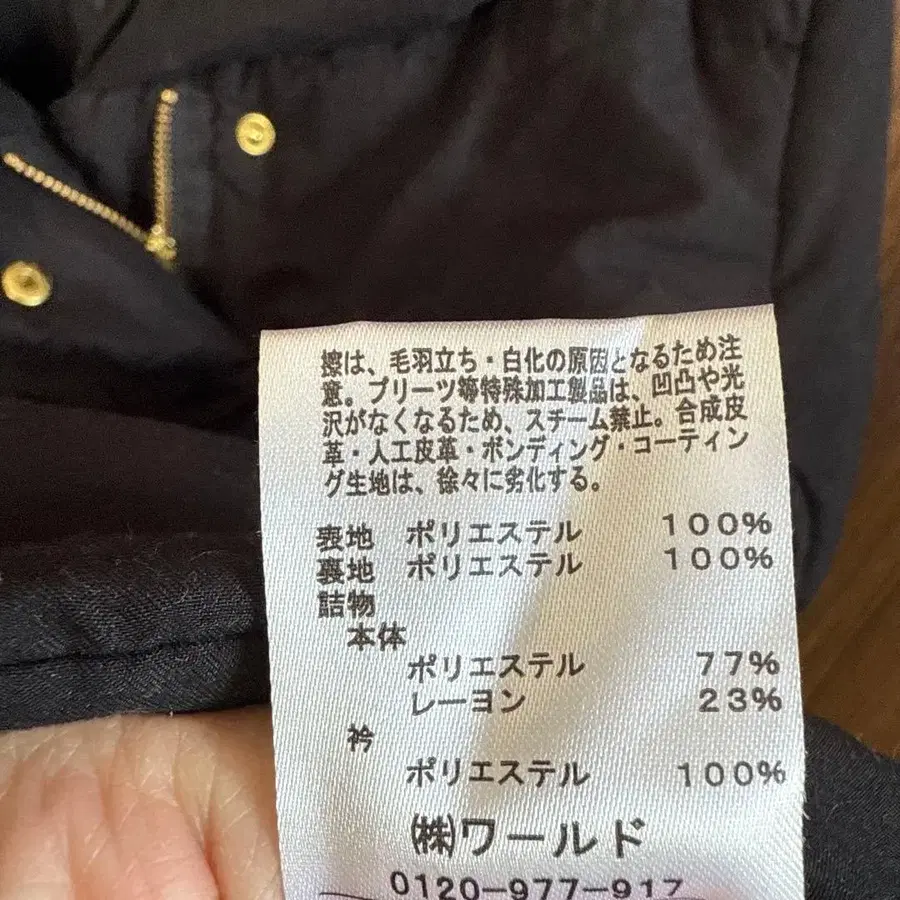 擦は、毛羽立ち・白化の原因となるため注
意。プリーツ等特殊加工製品は、凹凸や光
沢がなくなるため、スチーム禁止。合成皮
革・人工皮革・ボンディング・コーティン
グ生地は、徐々に劣化する。
表地 ポリエステル 100%
裏地 ポリエステル 100%
詰物
本体
ポリエステル 77%
レーヨン 23%
衿
ポリエステル 100%
㈱ワールド
0120-977-917